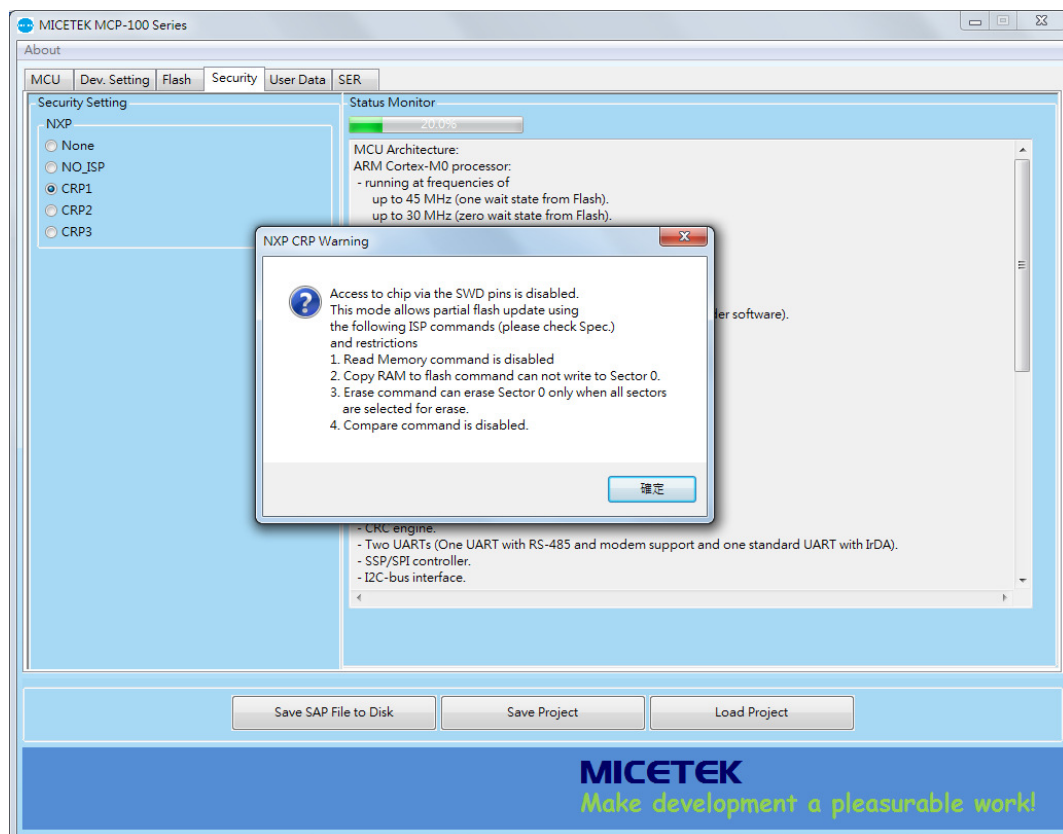 MICETEK MCP-100 Series
About
MCU Dev. Setting Flash Security User Data SER
Security Setting
NXP
None
NO_ISP
CRP1
CRP2
CRP3
Status Monitor
20.0%
MCU Architecture:
ARM Cortex-M0 processor:
- running at frequencies of
up to 45 MHz (one wait state from Flash).
up to 30 MHz (zero wait state from Flash).
software).
NXP CRP Warning
Access to chip via the SWD pins is disabled.
This mode allows partial flash update using
the following ISP commands (please check Spec.)
and restrictions
1. Read Memory command is disabled
2. Copy RAM to flash command can not write to Sector 0.
3. Erase command can erase Sector 0 only when all sectors
are selected for erase.
4. Compare command is disabled.
確定
- CRC engine.
- Two UARTs (One UART with RS-485 and modem support and one standard UART with IrDA).
- SSP/SPI controller.
- I2C-bus interface.
Save SAP File to Disk Save Project Load Project
MICETEK
Make development a pleasurable work!